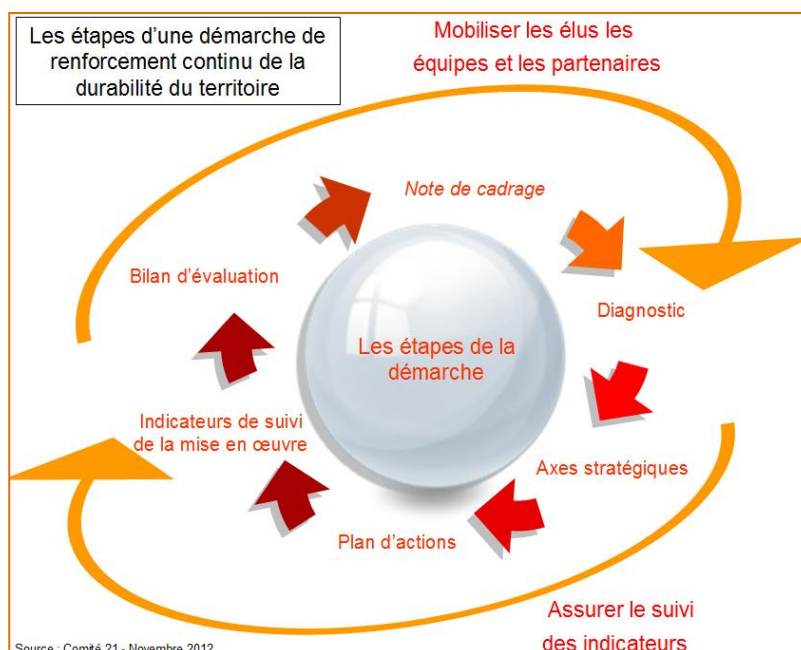 Les étapes d'une démarche de
renforcement continu de la
durabilité du territoire
Mobiliser les élus les
équipes et les partenaires
Note de cadrage
Bilan d'évaluation
Diagnostic
Les étapes de la
démarche
Indicateurs de suivi
de la mise en œuvre
Axes stratégiques
Plan d'actions
Assurer le suivi
des indicateurs
Source : Comité 21 - Novembre 2012